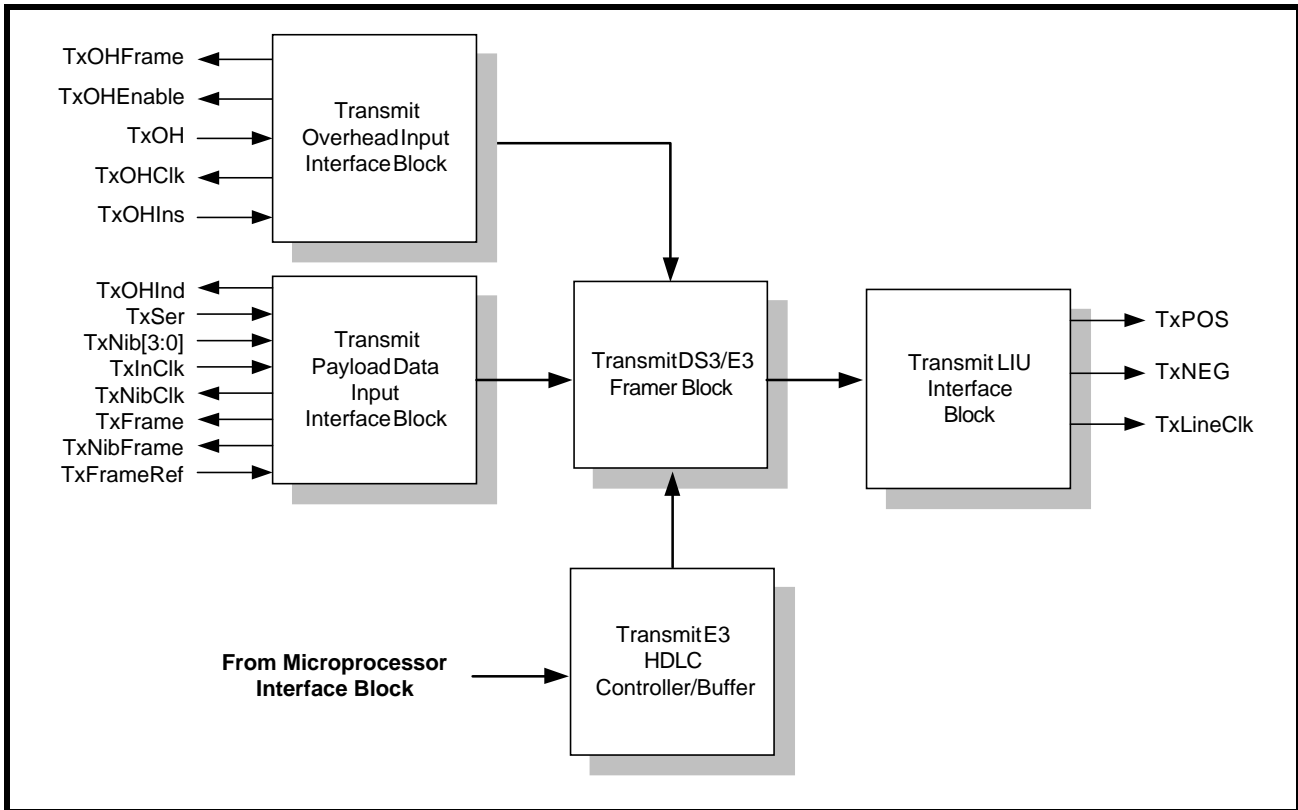 TxOHFrame
TxOHEnable
TxOH
TxOHClk
TxOHIns
Transmit
Overhead Input
Interface Block
TxOHInd
TxSer
TxNib[3:0]
TxInClk
TxNibClk
TxFrame
TxNibFrame
TxFrameRef
Transmit
Payload Data
Input
Interface Block
Transmit DS3/E3
Framer Block
Transmit LIU
Interface
Block
TxPOS
TxNEG
TxLineClk
From Microprocessor
Interface Block
Transmit E3
HDLC
Controller/Buffer